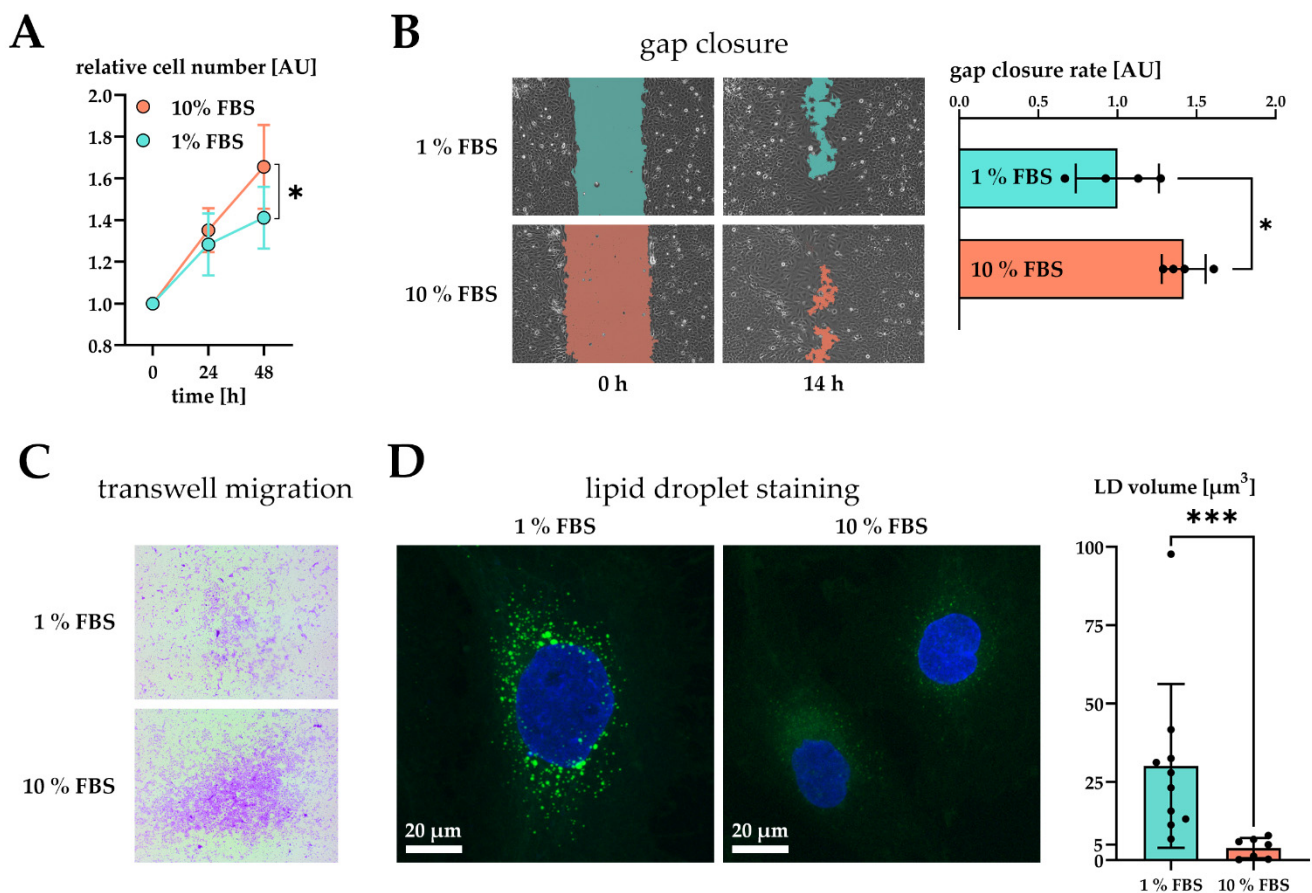 A
relative cell number [AU]
2.0
1.8
1.6
1.4
1.2
1.0
0.8
10% FBS
1% FBS
*
0
24
48
time [h]
B
gap closure
1 % FBS
10 % FBS
0 h
14 h
gap closure rate [AU]
0.0
0.5
1.0
1.5
2.0
1 % FBS
10 % FBS
*
C
transwell migration
1 % FBS
10 % FBS
D
lipid droplet staining
1 % FBS
10 % FBS
20 µm
20 µm
LD volume [µm³]
***
100
75
50
25
5
0
1 % FBS
10 % FBS